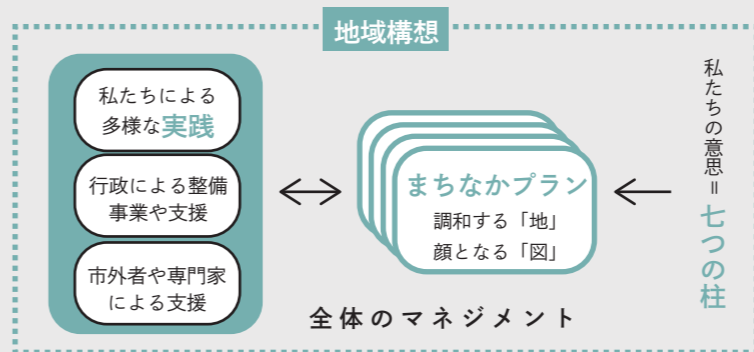 地域構想
私たちによる
多様な実践
行政による整備
事業や支援
市外者や専門家
による支援
まちなかプラン
調和する「地」
顔となる「図」
私たちの意思=七つの柱
全体のマネジメント